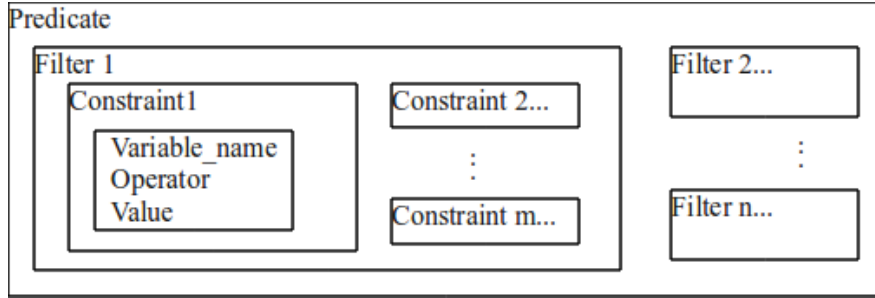 Predicate
Filter 1
Constraint1
Variable_name
Operator
Value
Constraint 2...
⋮
Constraint m...
Filter 2...
⋮
Filter n...